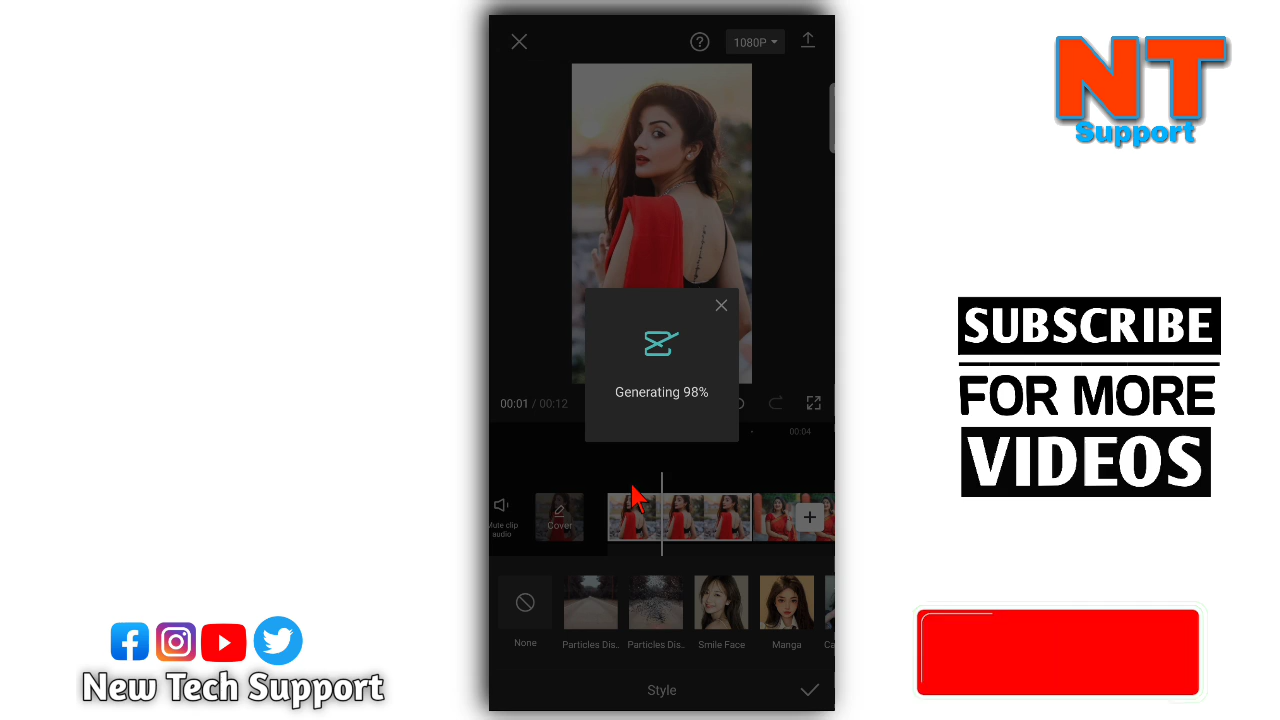 1080P
NT
Support
Generating 98%
00:01 / 00:12
00:04
SUBSCRIBE
FOR MORE
VIDEOS
Mute clip
audio
Cover
None
Particles Dis..
Particles Dis..
Smile Face
Manga
Ca
Style
New Tech Support